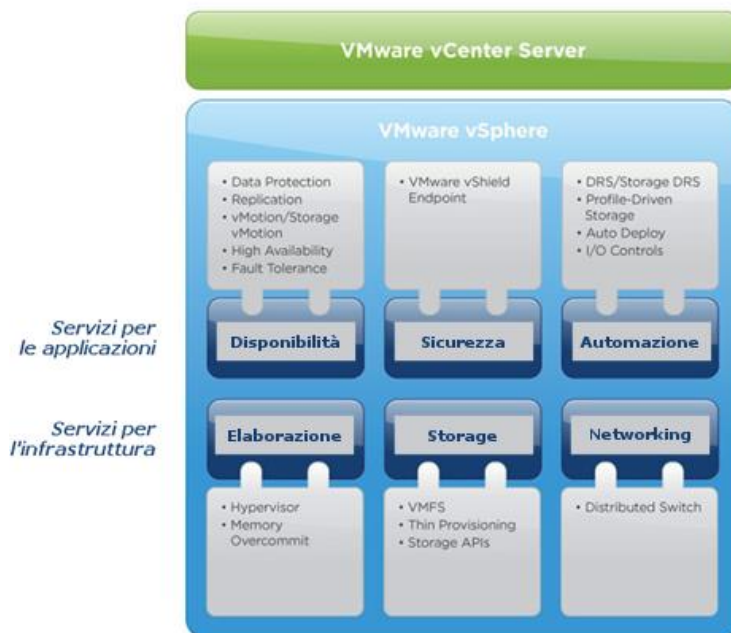 VMware vCenter Server
VMware vSphere
• Data Protection
• Replication
• vMotion/Storage
vMotion
• High Availability
• Fault Tolerance
• VMware vShield
Endpoint
• DRS/Storage DRS
• Profile-Driven
Storage
• Auto Deploy
• I/O Controls
Servizi per
le applicazioni
Disponibilità
Sicurezza
Automazione
Servizi per
l'infrastruttura
Elaborazione
Storage
Networking
• Hypervisor
• Memory
Overcommit
• VMFS
• Thin Provisioning
• Storage APIs
• Distributed Switch